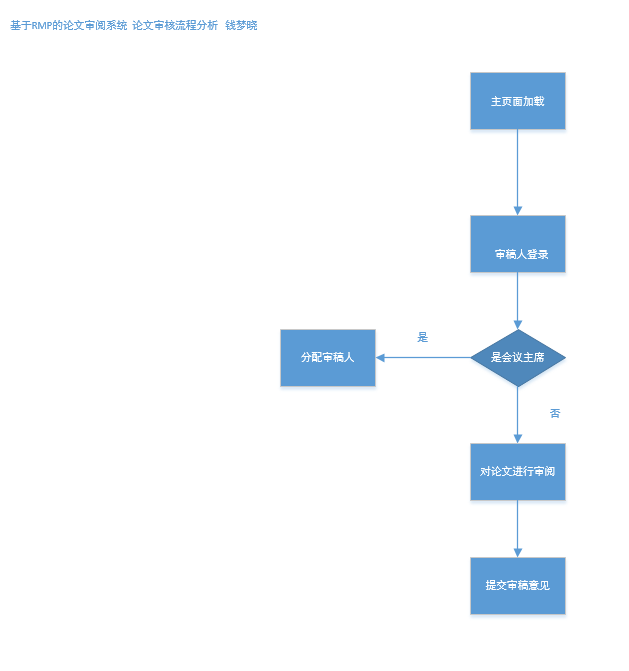 基于RMP的论文审阅系统 论文审核流程分析 钱梦晓
主页面加载
审稿人登录
是
分配审稿人
是会议主席
否
对论文进行审阅
提交审稿意见